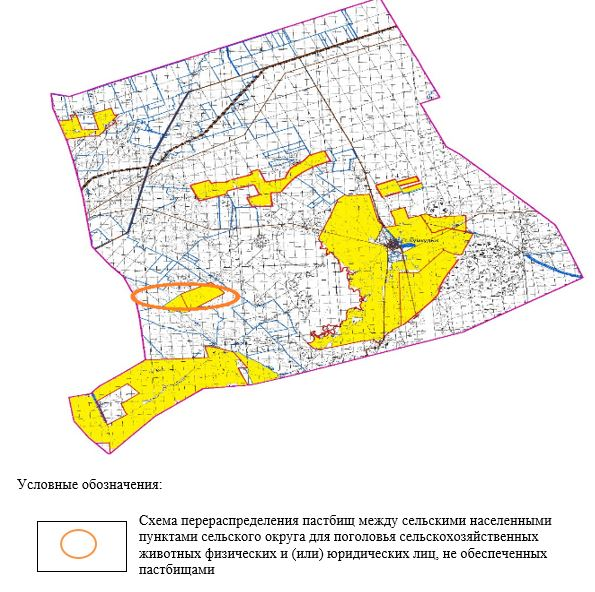 Условные обозначения:
Схема перераспределения пастбищ между сельскими населенными
пунктами сельского округа для поголовья сельскохозяйственных
животных физических и (или) юридических лиц, не обеспеченных
пастбищами